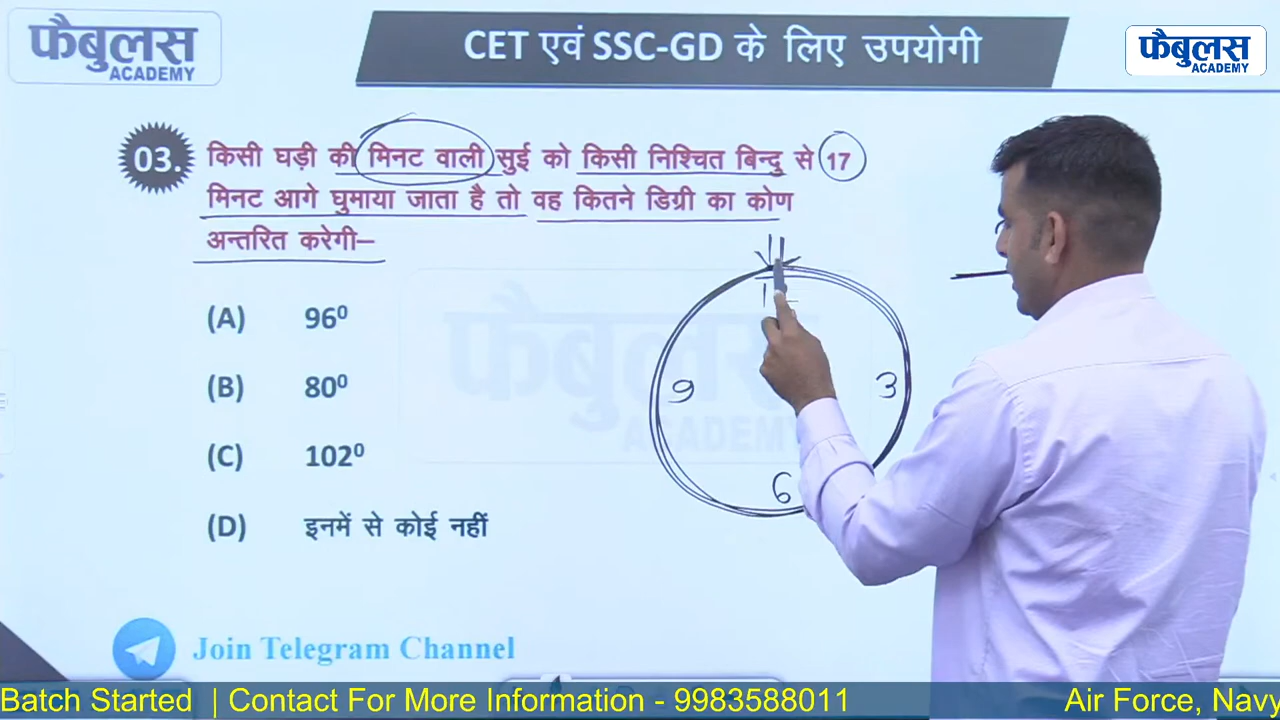 फैबुलस
ACADEMY
CET एवं SSC-GD के लिए उपयोगी
फैबुलस
ACADEMY
03. किसी घड़ी की मिनट वाली सुई को किसी निश्चित बिन्दु से 17
मिनट आगे घुमाया जाता है तो वह कितने डिग्री का कोण
अन्तरित करेगी–
(A) 96⁰
(B) 80⁰
(C) 102⁰
(D) इनमें से कोई नहीं
फैबुलस
ACADEMY
9
3
6
Join Telegram Channel
Batch Started | Contact For More Information - 9983588011 Air Force, Navy